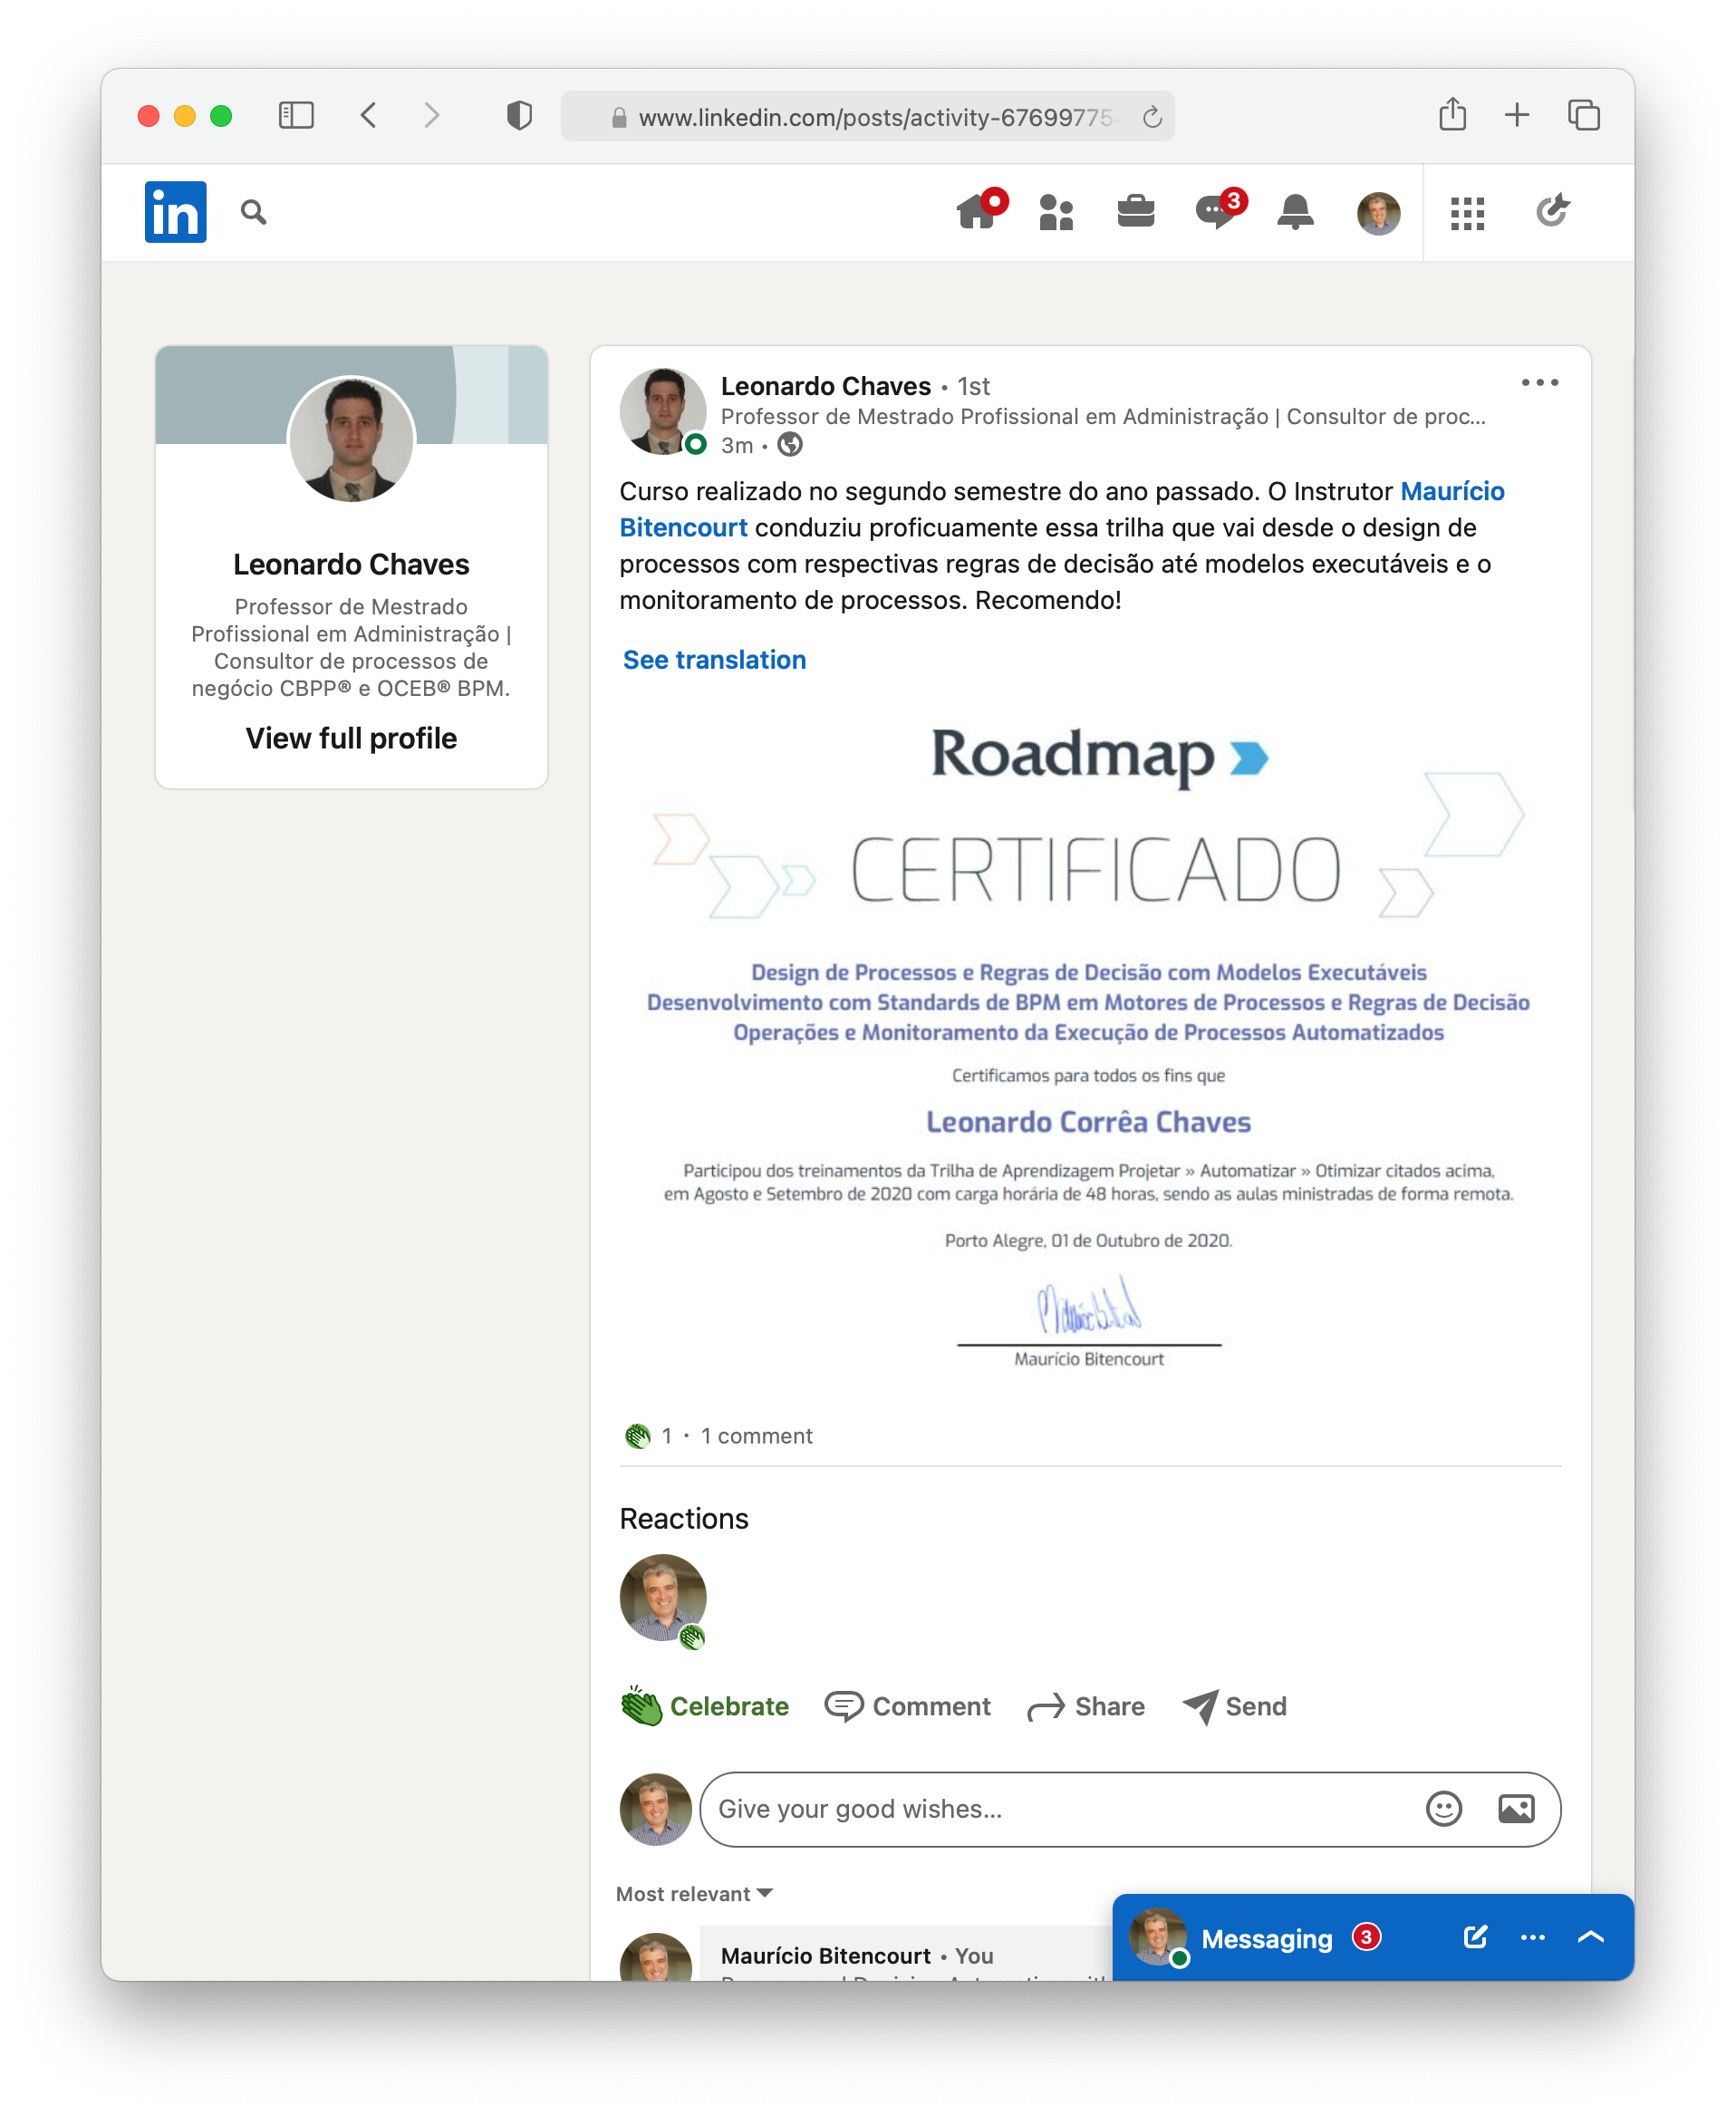 www.linkedin.com/posts/activity-67699775
in
3
Leonardo Chaves
Professor de Mestrado
Profissional em Administração |
Consultor de processos de
negócio CBPP® e OCEB® BPM.
View full profile
Leonardo Chaves • 1st
Professor de Mestrado Profissional em Administração | Consultor de proc...
3m •
Curso realizado no segundo semestre do ano passado. O Instrutor Maurício
Bitencourt conduziu proficuamente essa trilha que vai desde o design de
processos com respectivas regras de decisão até modelos executáveis e o
monitoramento de processos. Recomendo!
See translation
Roadmap
CERTIFICADO
Design de Processos e Regras de Decisão com Modelos Executáveis
Desenvolvimento com Standards de BPM em Motores de Processos e Regras de Decisão
Operações e Monitoramento da Execução de Processos Automatizados
Certificamos para todos os fins que
Leonardo Corrêa Chaves
Participou dos treinamentos da Trilha de Aprendizagem Projetar » Automatizar » Otimizar citados acima,
em Agosto e Setembro de 2020 com carga horária de 48 horas, sendo as aulas ministradas de forma remota.
Porto Alegre, 01 de Outubro de 2020.
Maurício Bitencourt
1 • 1 comment
Reactions
Celebrate Comment Share Send
Give your good wishes...
Most relevant
Maurício Bitencourt • You
Messaging 3